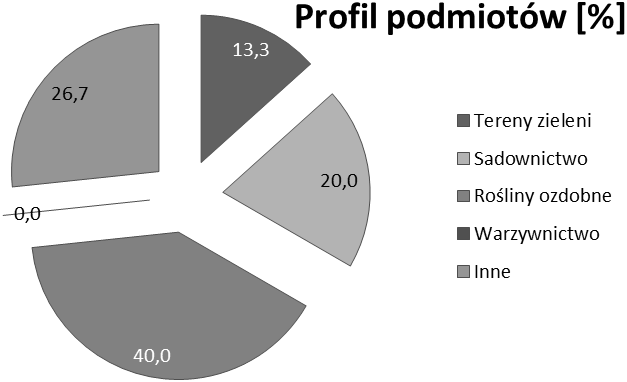 Profil podmiotów [%]
13,3
26,7
20,0
0,0
40,0
Tereny zieleni
Sadownictwo
Rośliny ozdobne
Warzywnictwo
Inne